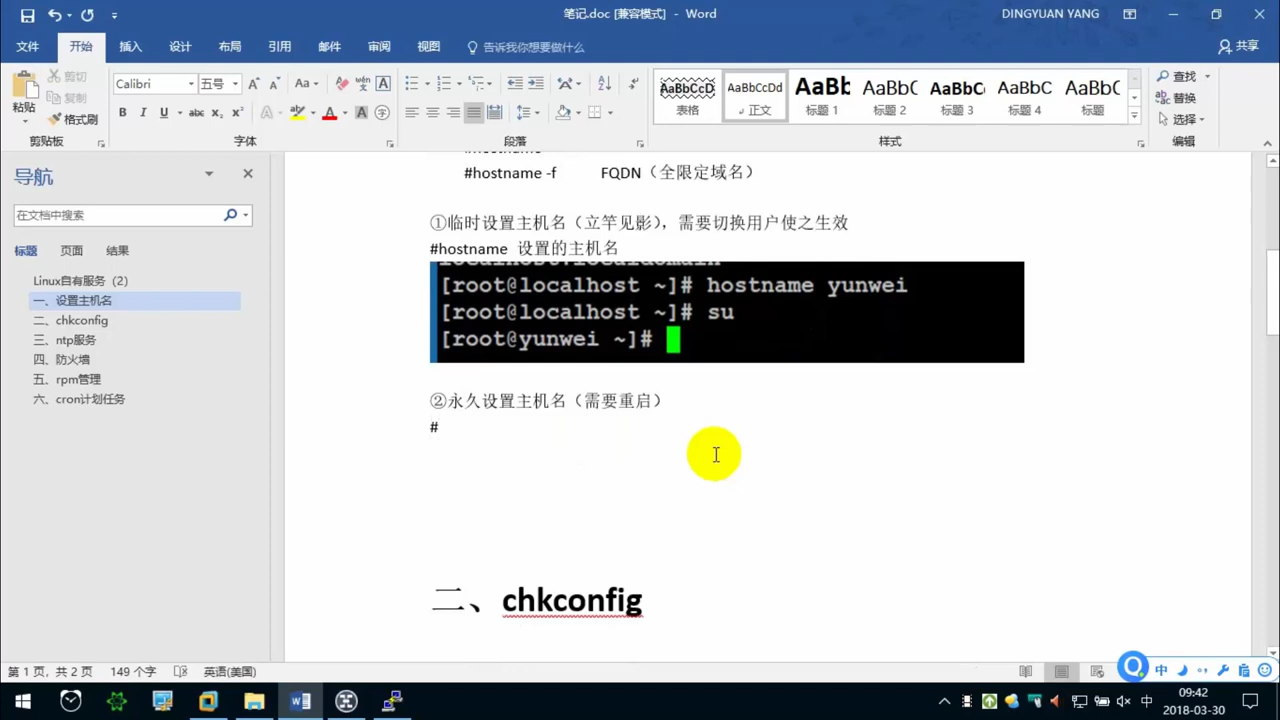 笔记.doc [兼容模式] - Word
DINGYUAN YANG
文件 开始 插入 设计 布局 引用 邮件 审阅 视图 告诉我你想要做什么 共享
粘贴 剪切 复制 格式刷
Calibri 五号
AaBbCcD AaBbCcDd AaBb AaBbC AaBbCc AaBbC AaBbC
表格 正文 标题 1 标题 2 标题 3 标题 4 标题
查找
替换
选择
剪贴板 字体 段落 样式 编辑
导航
在文档中搜索
标题 页面 结果
Linux自有服务(2)
一、设置主机名
二、chkconfig
三、ntp服务
四、防火墙
五、rpm管理
六、cron计划任务
#hostname -f FQDN(全限定域名)
①临时设置主机名(立竿见影),需要切换用户使之生效
#hostname 设置的主机名
[root@localhost ~]# hostname yunwei
[root@localhost ~]# su
[root@yunwei ~]#
②永久设置主机名(需要重启)
#
二、chkconfig
第 1 页,共 2 页 149 个字 英语(美国)
中
中 09:42
2018-03-30